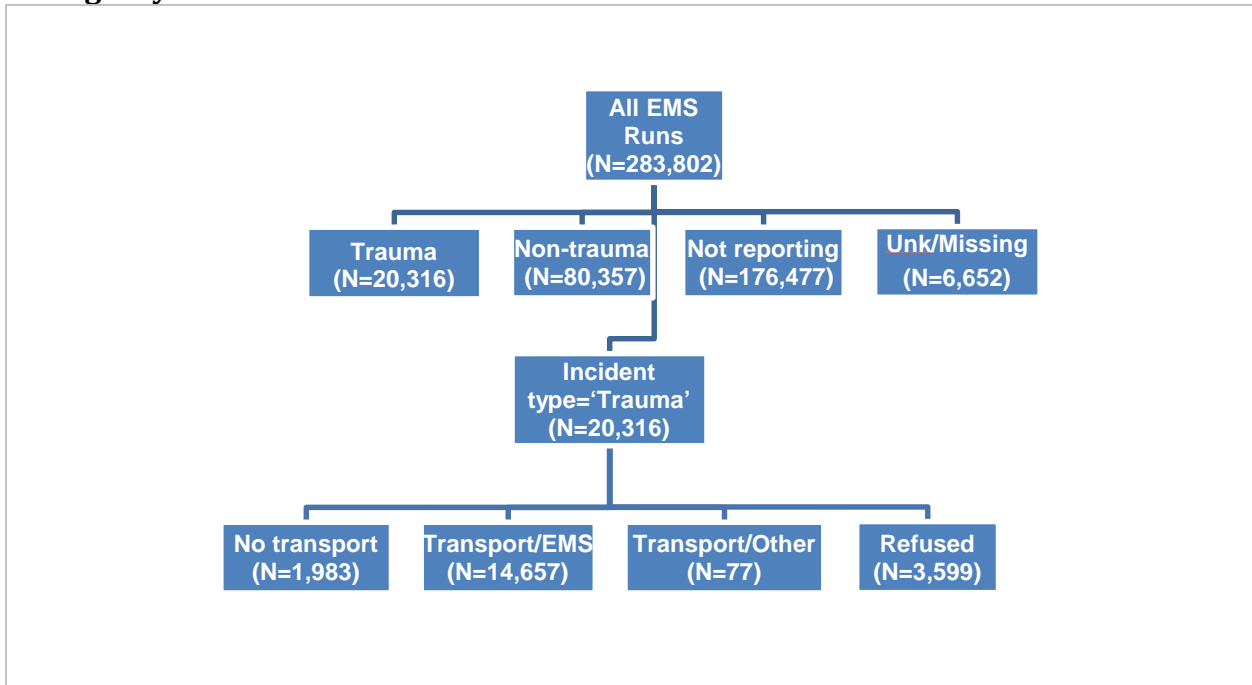 All EMS
Runs
(N=283,802)
Trauma
(N=20,316)
Non-trauma
(N=80,357)
Not reporting
(N=176,477)
Unk/Missing
(N=6,652)
Incident
type=‘Trauma’
(N=20,316)
No transport
(N=1,983)
Transport/EMS
(N=14,657)
Transport/Other
(N=77)
Refused
(N=3,599)